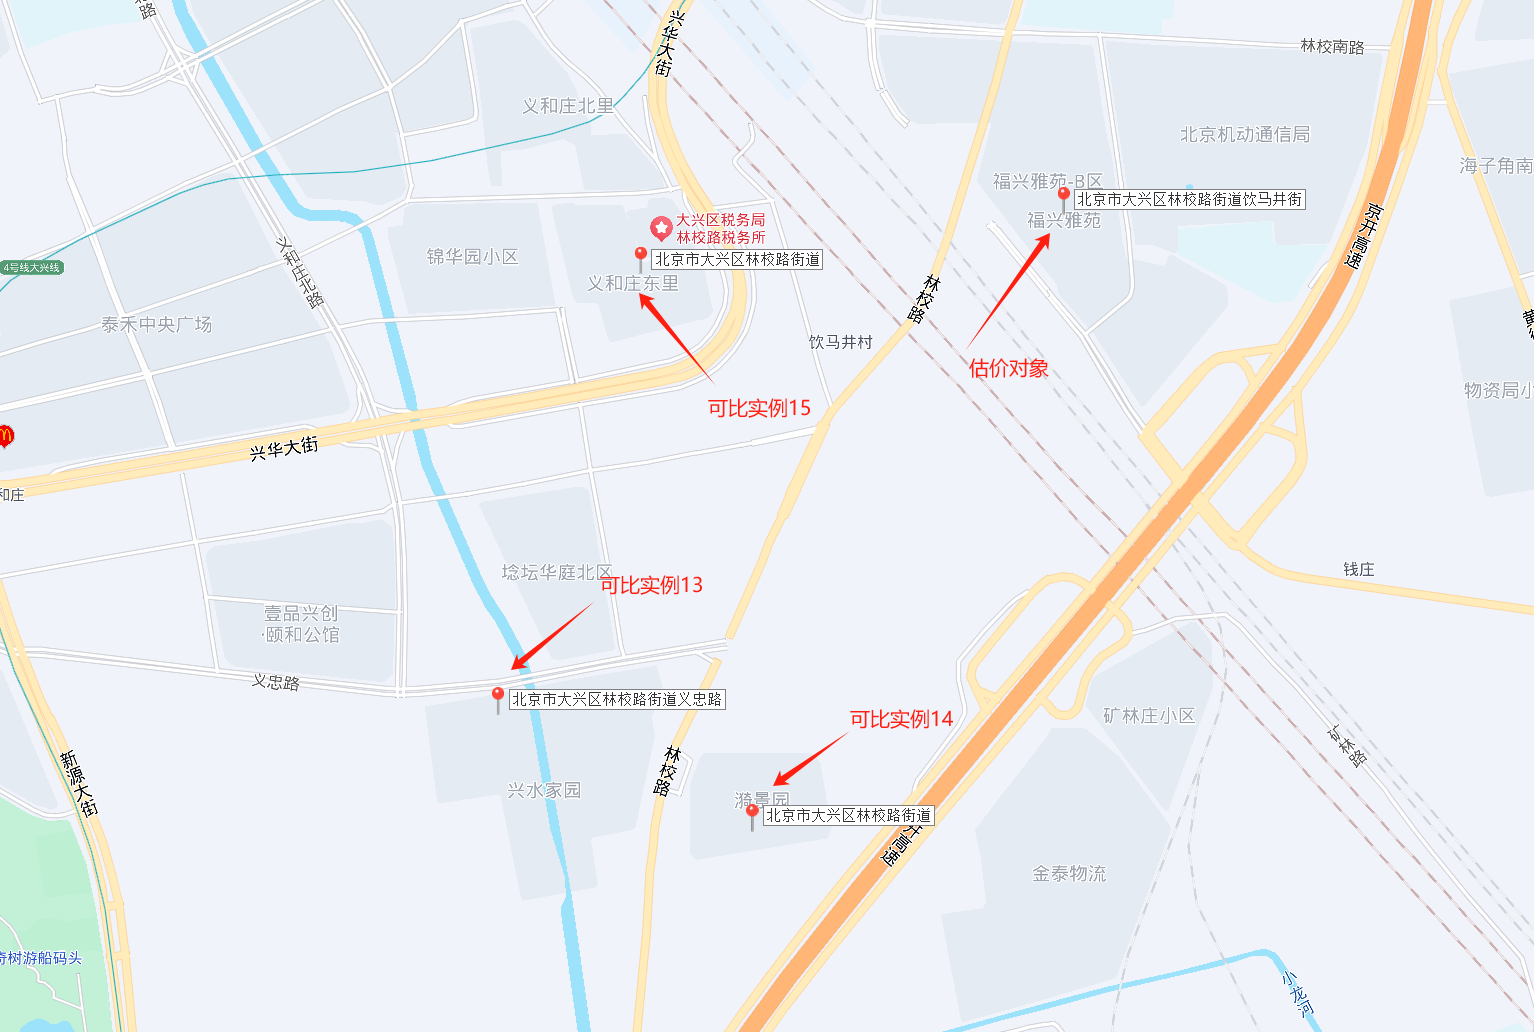 路
兴华大街
林校南路
义和庄北里
北京机动通信局
海子角南
福兴雅苑-B区
北京市大兴区林校路街道饮马井街
福兴雅苑
京开高速
大兴区税务局
林校路税务所
锦华园小区
北京市大兴区林校路街道
义和庄东里
4号线大兴线
义和庄北路
泰禾中央广场
林校路
饮马井村
估价对象
物资局小
可比实例15
兴华大街
和庄
埝坛华庭北区
可比实例13
钱庄
壹品兴创
·颐和公馆
义忠路
北京市大兴区林校路街道义忠路
可比实例14
矿林庄小区
矿林路
新源大街
林校路
兴水家园
漪景园
北京市大兴区林校路街道
开高速
金泰物流
树游船码头
小龙河